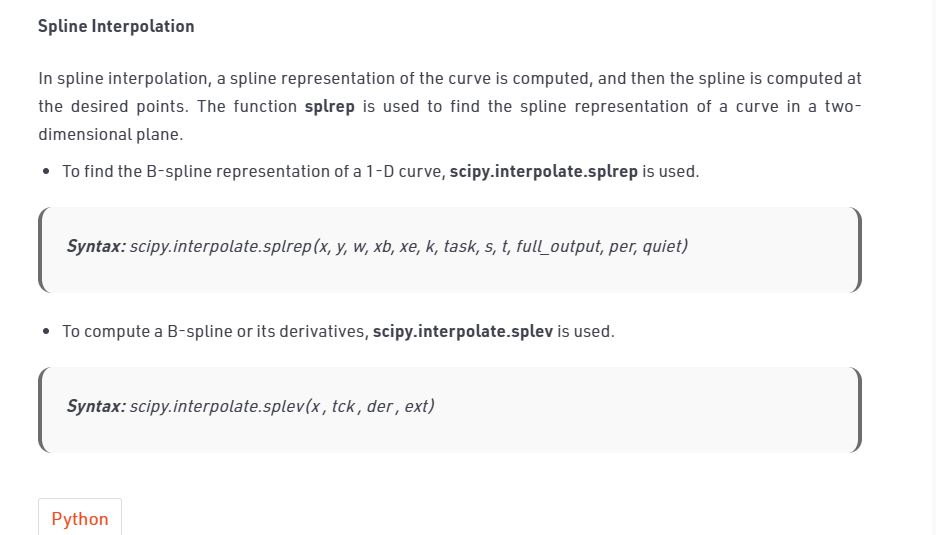 Spline Interpolation
In spline interpolation, a spline representation of the curve is computed, and then the spline is computed at
the desired points. The function splrep is used to find the spline representation of a curve in a two-
dimensional plane.
• To find the B-spline representation of a 1-D curve, scipy.interpolate.splrep is used.
Syntax: scipy.interpolate.splrep(x, y, w, xb, xe, k, task, s, t, full_output, per, quiet)
• To compute a B-spline or its derivatives, scipy.interpolate.splev is used.
Syntax: scipy.interpolate.splev(x , tck , der , ext)
Python